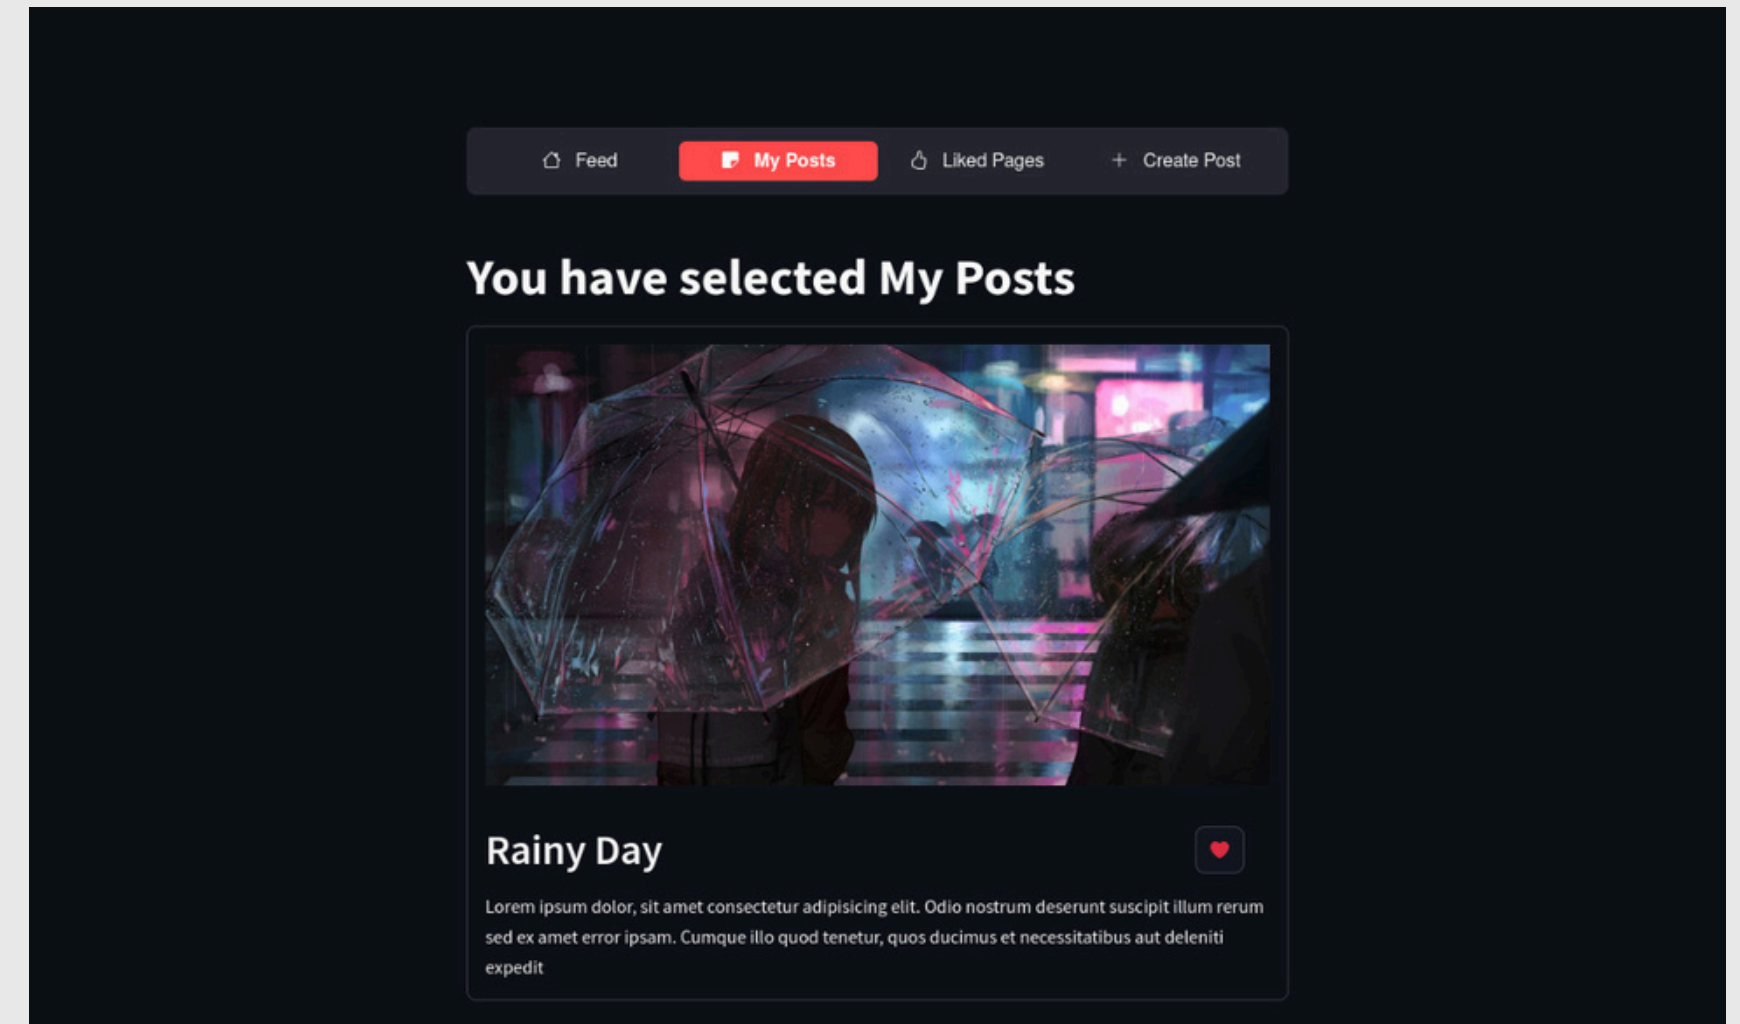 Feed My Posts Liked Pages Create Post
You have selected My Posts
Rainy Day
Lorem ipsum dolor, sit amet consectetur adipisicing elit. Odio nostrum deserunt suscipit illum rerum
sed ex amet error ipsam. Cumque illo quod tenetur, quos ducimus et necessitatibus aut deleniti
expedit